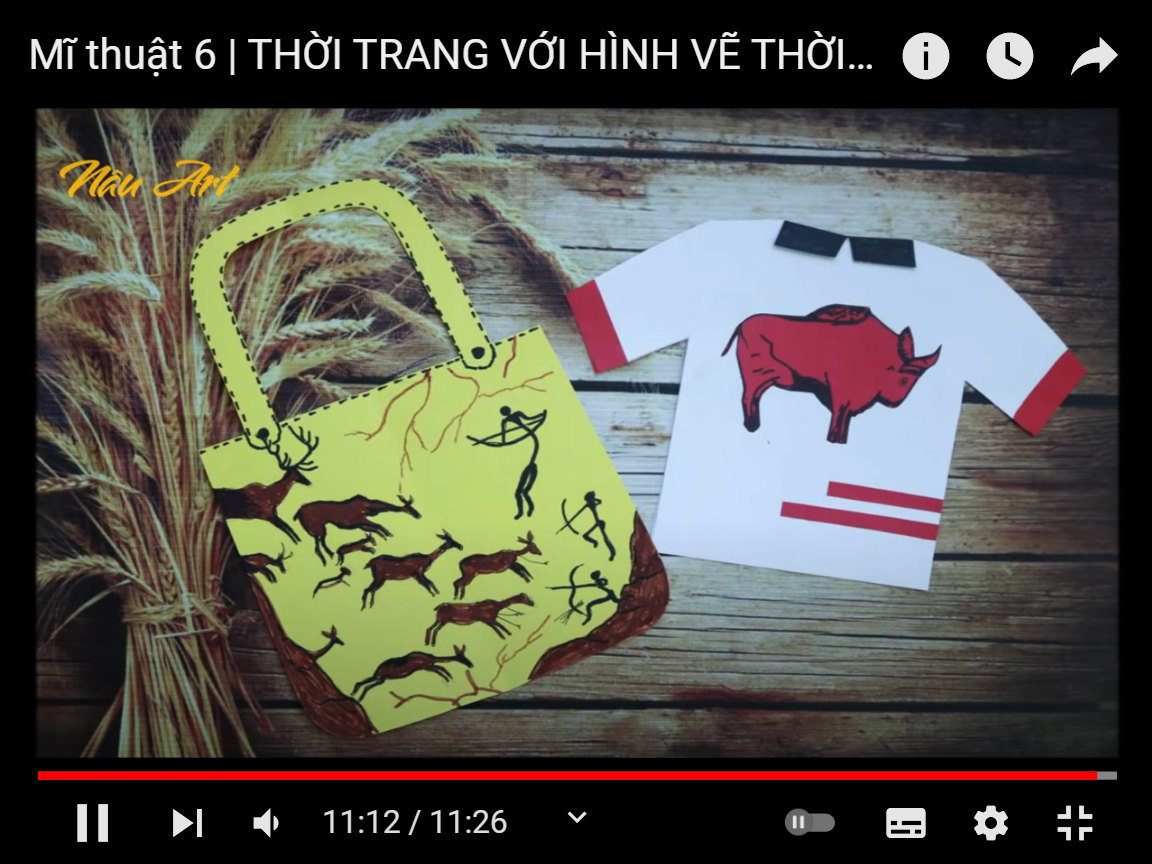 Mĩ thuật 6 | THỜI TRANG VỚI HÌNH VẼ THỜI...
Nâu Art
11:12 / 11:26